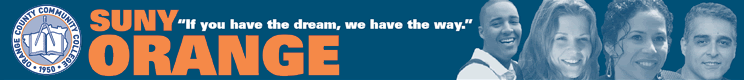 ORANGE COUNTY COMMUNITY COLLEGE
• 1950 •
SUNY "If you have the dream, we have the way."
ORANGE